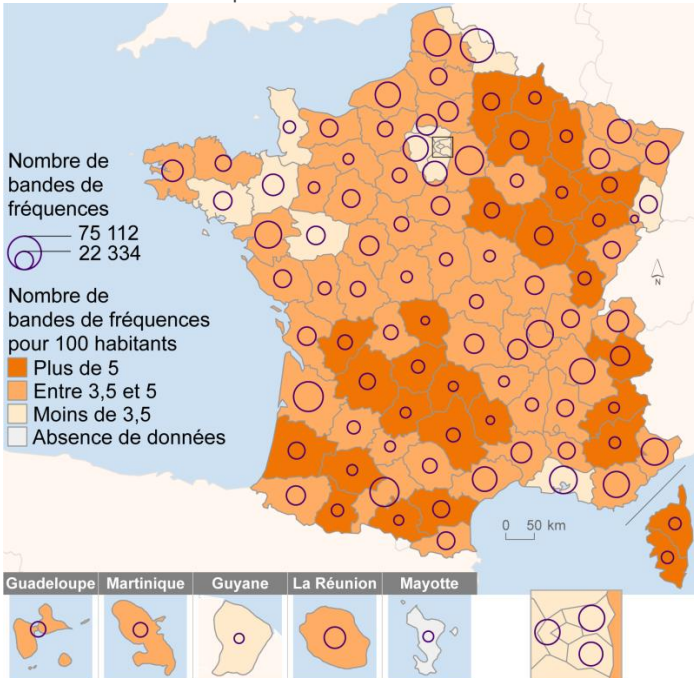 Nombre de
bandes de
fréquences
75 112
22 334
Nombre de
bandes de fréquences
pour 100 habitants
Plus de 5
Entre 3,5 et 5
Moins de 3,5
Absence de données
N
0 50 km
Guadeloupe Martinique Guyane La Réunion Mayotte